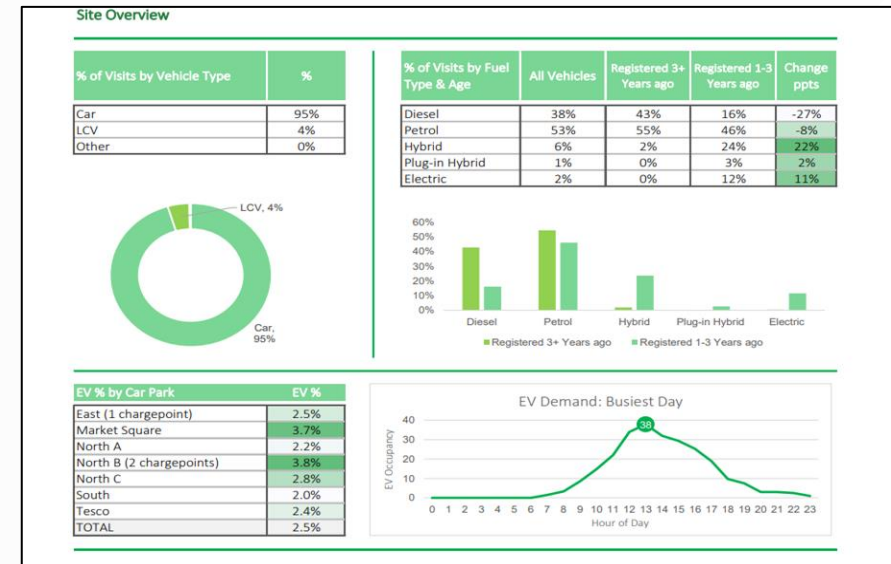 Site Overview
% of Visits by Vehicle Type %
Car 95%
LCV 4%
Other 0%
LCV, 4%
Car,
95%
% of Visits by Fuel
Type & Age All Vehicles Registered 3+
Years ago Registered 1-3
Years ago Change
ppts
Diesel 38% 43% 16% -27%
Petrol 53% 55% 46% -8%
Hybrid 6% 2% 24% 22%
Plug-in Hybrid 1% 0% 3% 2%
Electric 2% 0% 12% 11%
60%
50%
40%
30%
20%
10%
0%
Diesel Petrol Hybrid Plug-in Hybrid Electric
Registered 3+ Years ago Registered 1-3 Years ago
EV % by Car Park EV %
East (1 chargepoint) 2.5%
Market Square 3.7%
North A 2.2%
North B (2 chargepoints) 3.8%
North C 2.8%
South 2.0%
Tesco 2.4%
TOTAL 2.5%
EV Demand: Busiest Day
EV Occupancy
40
30
20
10
0
38
0 1 2 3 4 5 6 7 8 9 10 11 12 13 14 15 16 17 18 19 20 21 22 23
Hour of Day